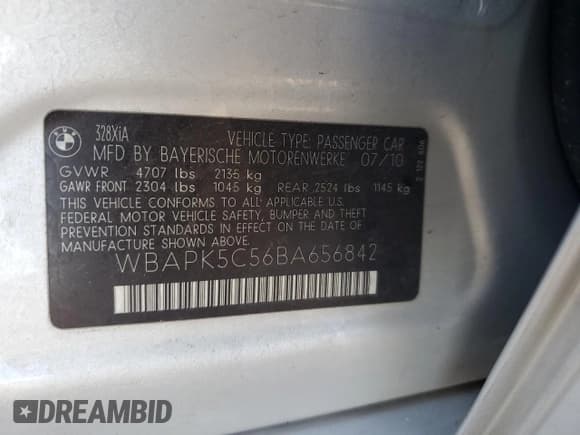 BMW
328XiA
VEHICLE TYPE: PASSENGER CAR
MFD BY BAYERISCHE MOTORENWERKE 07/10
GVWR 4707 lbs 2135 kg
GAWR FRONT 2304 lbs 1045 kg REAR 2524 lbs 1145 kg
THIS VEHICLE CONFORMS TO ALL APPLICABLE U.S.
FEDERAL MOTOR VEHICLE SAFETY, BUMPER AND THEFT
PREVENTION STANDARDS IN EFFECT ON THE DATE OF
MANUFACTURE SHOWN ABOVE.
WBAPK5C56BA656842
DREAMBID